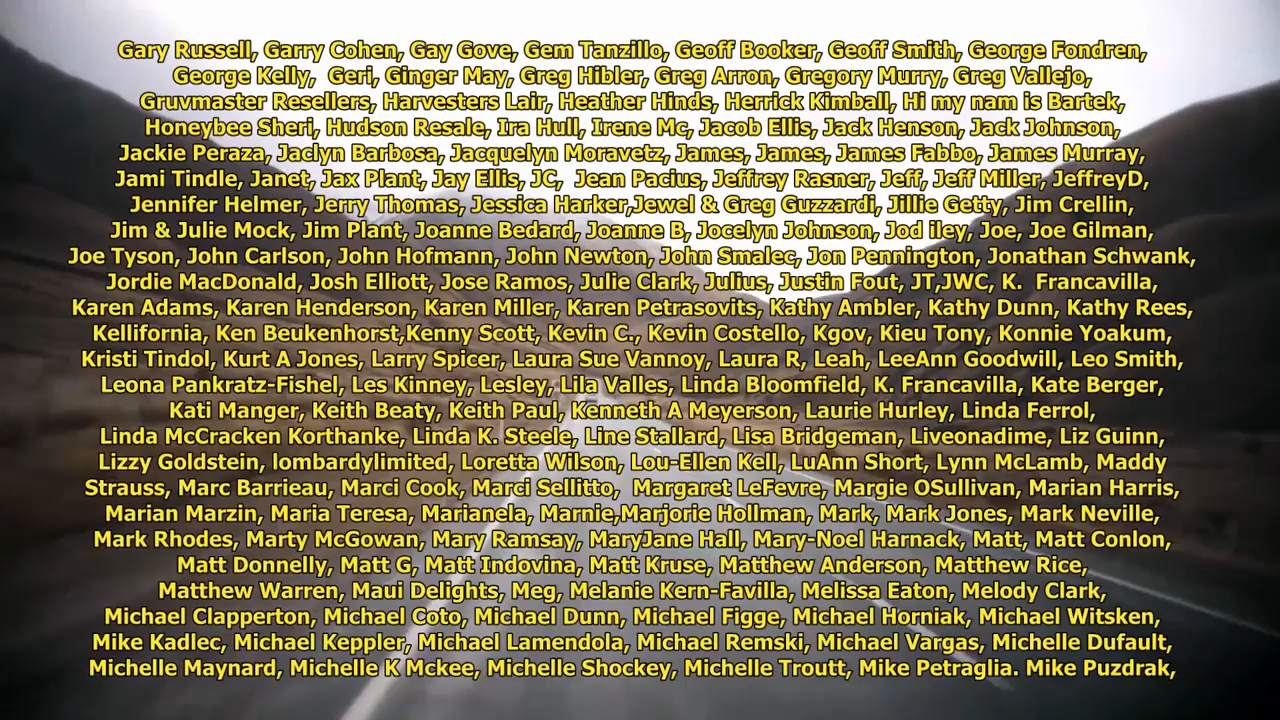 Gary Russell, Garry Cohen, Gay Gove, Gem Tanzillo, Geoff Booker, Geoff Smith, George Fondren,
George Kelly,  Geri, Ginger May, Greg Hibler, Greg Arron, Gregory Murry, Greg Vallejo,
Gruvmaster Resellers, Harvesters Lair, Heather Hinds, Herrick Kimball, Hi my nam is Bartek,
Honeybee Sheri, Hudson Resale, Ira Hull, Irene Mc, Jacob Ellis, Jack Henson, Jack Johnson,
Jackie Peraza, Jaclyn Barbosa, Jacquelyn Moravetz, James, James, James Fabbo, James Murray,
Jami Tindle, Janet, Jax Plant, Jay Ellis, JC,  Jean Pacius, Jeffrey Rasner, Jeff, Jeff Miller, JeffreyD,
Jennifer Helmer, Jerry Thomas, Jessica Harker,Jewel & Greg Guzzardi, Jillie Getty, Jim Crellin,
Jim & Julie Mock, Jim Plant, Joanne Bedard, Joanne B, Jocelyn Johnson, Jod iley, Joe, Joe Gilman,
Joe Tyson, John Carlson, John Hofmann, John Newton, John Smalec, Jon Pennington, Jonathan Schwank,
Jordie MacDonald, Josh Elliott, Jose Ramos, Julie Clark, Julius, Justin Fout, JT,JWC, K.  Francavilla,
Karen Adams, Karen Henderson, Karen Miller, Karen Petrasovits, Kathy Ambler, Kathy Dunn, Kathy Rees,
Kellifornia, Ken Beukenhorst,Kenny Scott, Kevin C., Kevin Costello, Kgov, Kieu Tony, Konnie Yoakum,
Kristi Tindol, Kurt A Jones, Larry Spicer, Laura Sue Vannoy, Laura R, Leah, LeeAnn Goodwill, Leo Smith,
Leona Pankratz-Fishel, Les Kinney, Lesley, Lila Valles, Linda Bloomfield, K. Francavilla, Kate Berger,
Kati Manger, Keith Beaty, Keith Paul, Kenneth A Meyerson, Laurie Hurley, Linda Ferrol,
Linda McCracken Korthanke, Linda K. Steele, Line Stallard, Lisa Bridgeman, Liveonadime, Liz Guinn,
Lizzy Goldstein, lombardylimited, Loretta Wilson, Lou-Ellen Kell, LuAnn Short, Lynn McLamb, Maddy
Strauss, Marc Barrieau, Marci Cook, Marci Sellitto,  Margaret LeFevre, Margie OSullivan, Marian Harris,
Marian Marzin, Maria Teresa, Marianela, Marnie,Marjorie Hollman, Mark, Mark Jones, Mark Neville,
Mark Rhodes, Marty McGowan, Mary Ramsay, MaryJane Hall, Mary-Noel Harnack, Matt, Matt Conlon,
Matt Donnelly, Matt G, Matt Indovina, Matt Kruse, Matthew Anderson, Matthew Rice,
Matthew Warren, Maui Delights, Meg, Melanie Kern-Favilla, Melissa Eaton, Melody Clark,
Michael Clapperton, Michael Coto, Michael Dunn, Michael Figge, Michael Horniak, Michael Witsken,
Mike Kadlec, Michael Keppler, Michael Lamendola, Michael Remski, Michael Vargas, Michelle Dufault,
Michelle Maynard, Michelle K Mckee, Michelle Shockey, Michelle Troutt, Mike Petraglia. Mike Puzdrak,